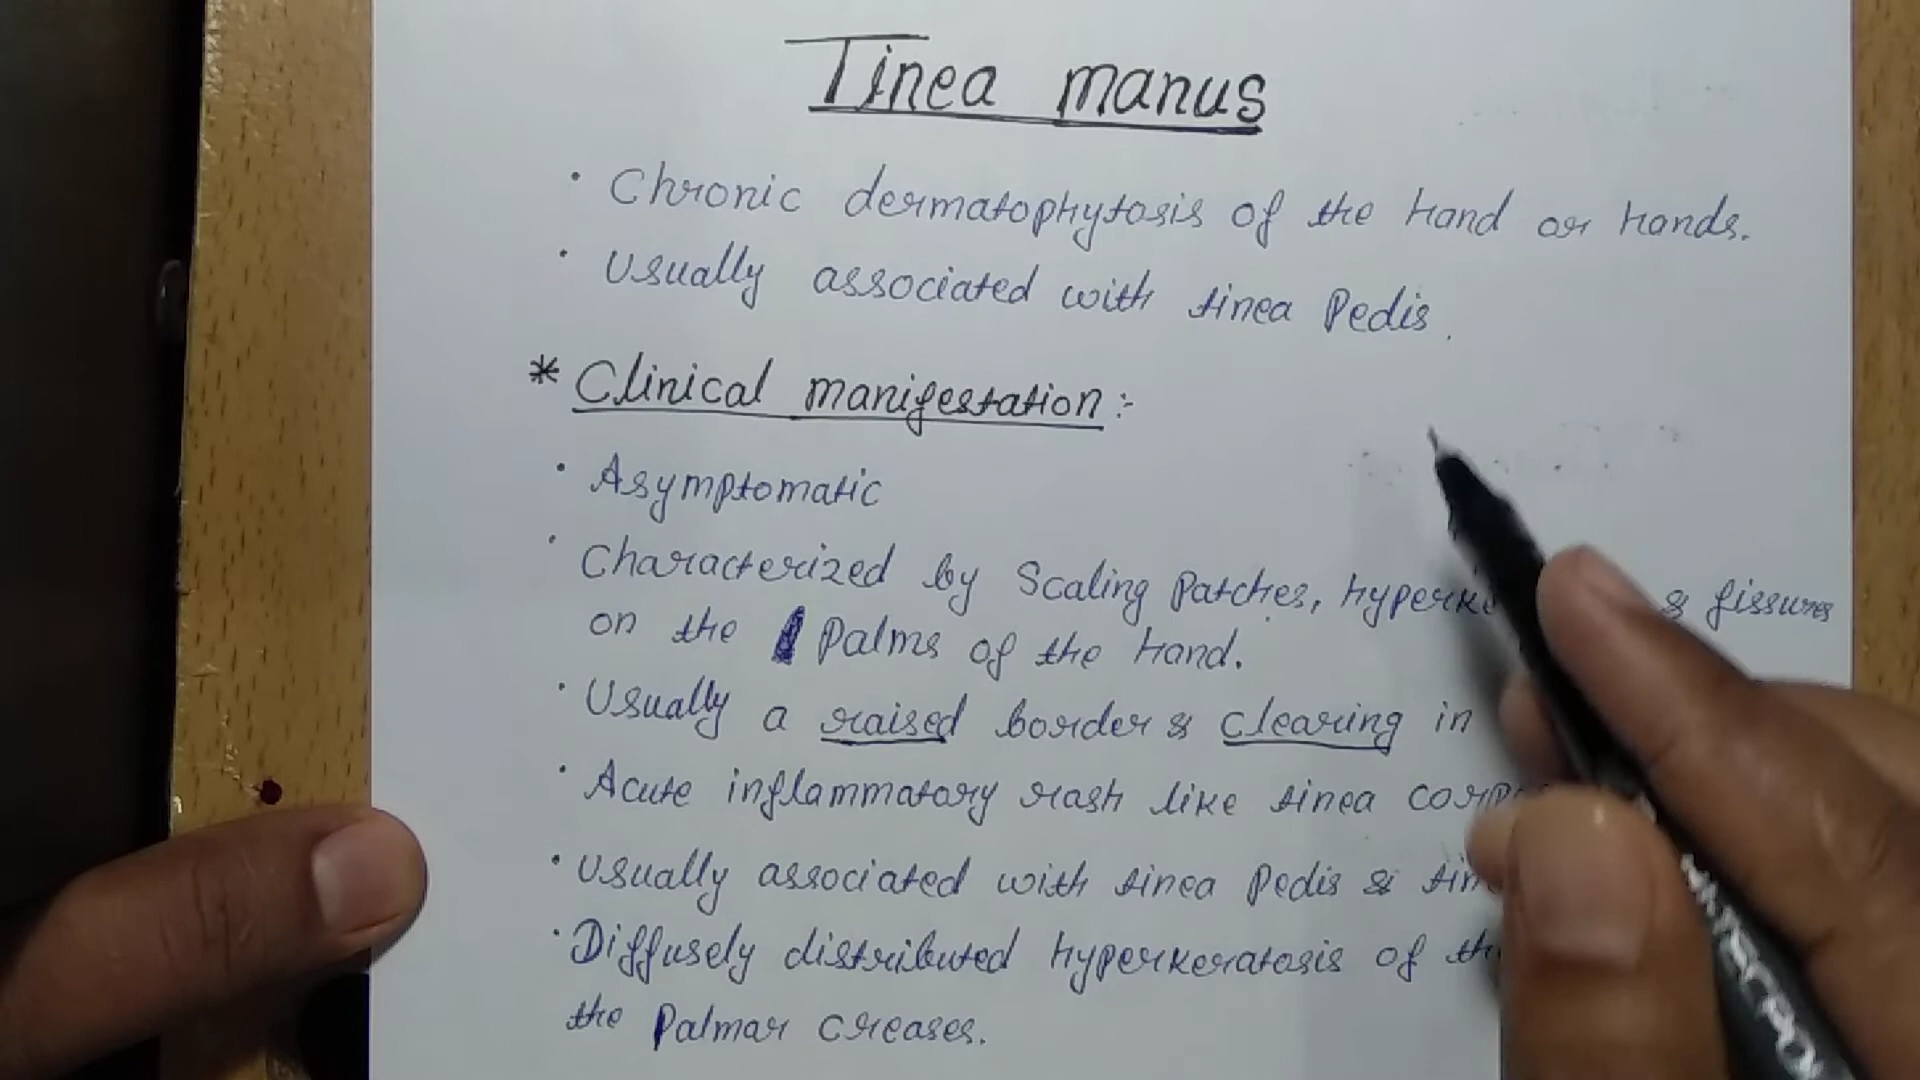 Tinea manus
• Chronic dermatophytosis of the hand or hands.
• Usually associated with tinea Pedis.
* Clinical manifestation :-
• Asymptomatic
• Characterized by Scaling Patches, & fissures
on the Palms of the hand.
• Usually a raised border & clearing in
• Acute inflammatory rash like tinea
• Usually associated with tinea Pedis &
• Diffusely distributed hyperkeratosis of
the Palmar creases.